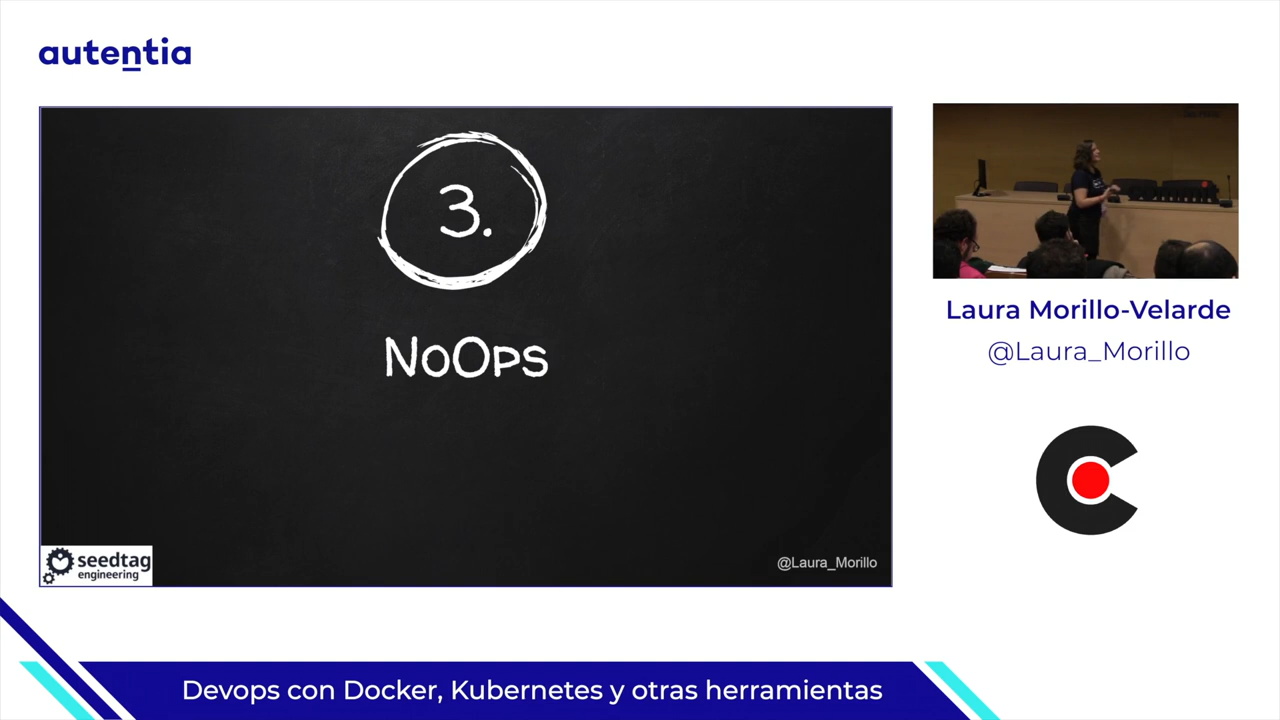 autentia
3.
NoOps
seedtag
engineering
@Laura_Morillo
Laura Morillo-Velarde
@Laura_Morillo
Devops con Docker, Kubernetes y otras herramientas